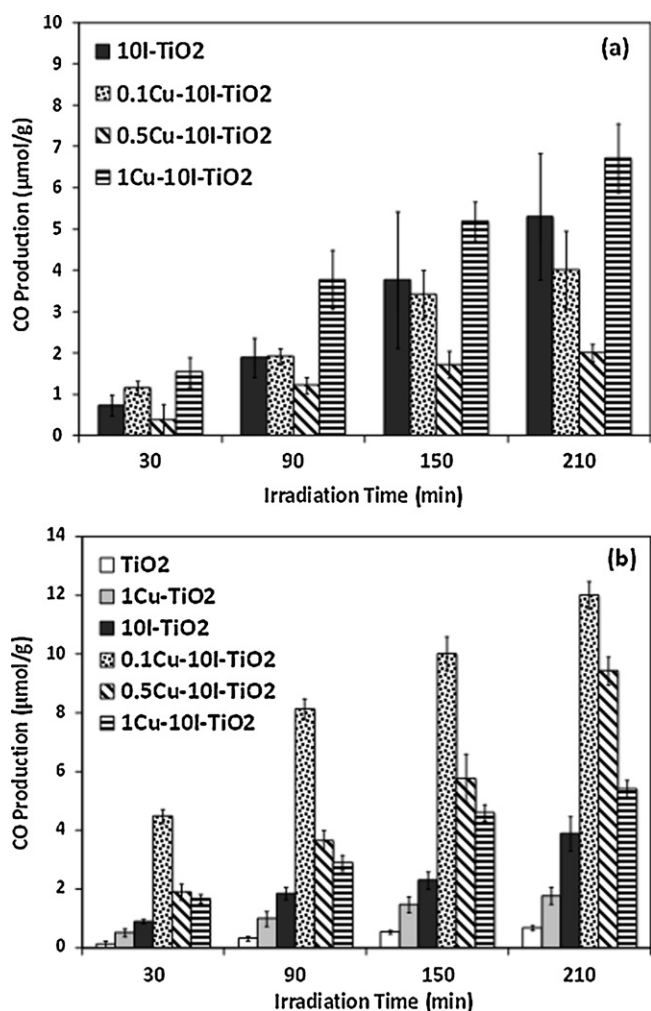 (a)
10I-TiO2
0.1Cu-10I-TiO2
0.5Cu-10I-TiO2
1Cu-10I-TiO2
CO Production (µmol/g)
10
9
8
7
6
5
4
3
2
1
0
30 90 150 210
Irradiation Time (min)
(b)
TiO2
1Cu-TiO2
10I-TiO2
0.1Cu-10I-TiO2
0.5Cu-10I-TiO2
1Cu-10I-TiO2
CO Production (µmol/g)
14
12
10
8
6
4
2
0
30 90 150 210
Irradiation Time (min)